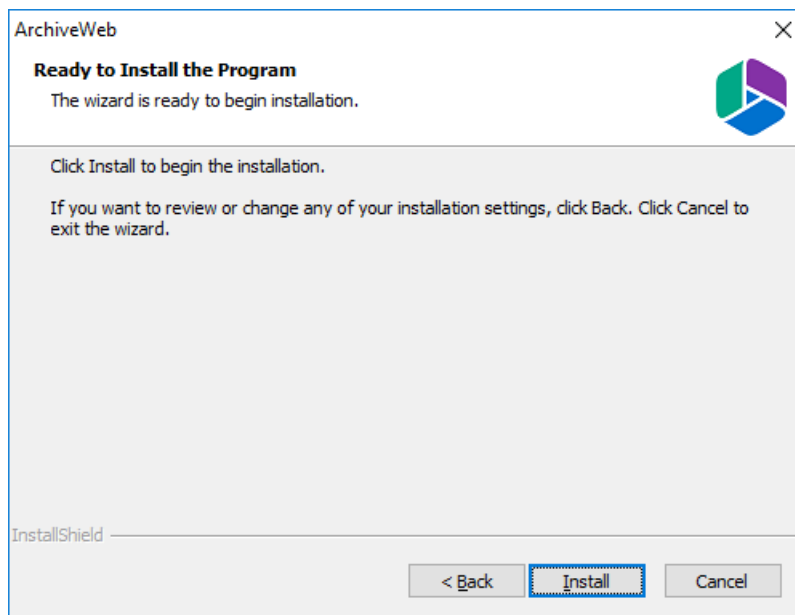 ArchiveWeb
Ready to Install the Program
The wizard is ready to begin installation.
Click Install to begin the installation.
If you want to review or change any of your installation settings, click Back. Click Cancel to
exit the wizard.
InstallShield
< Back
Install
Cancel